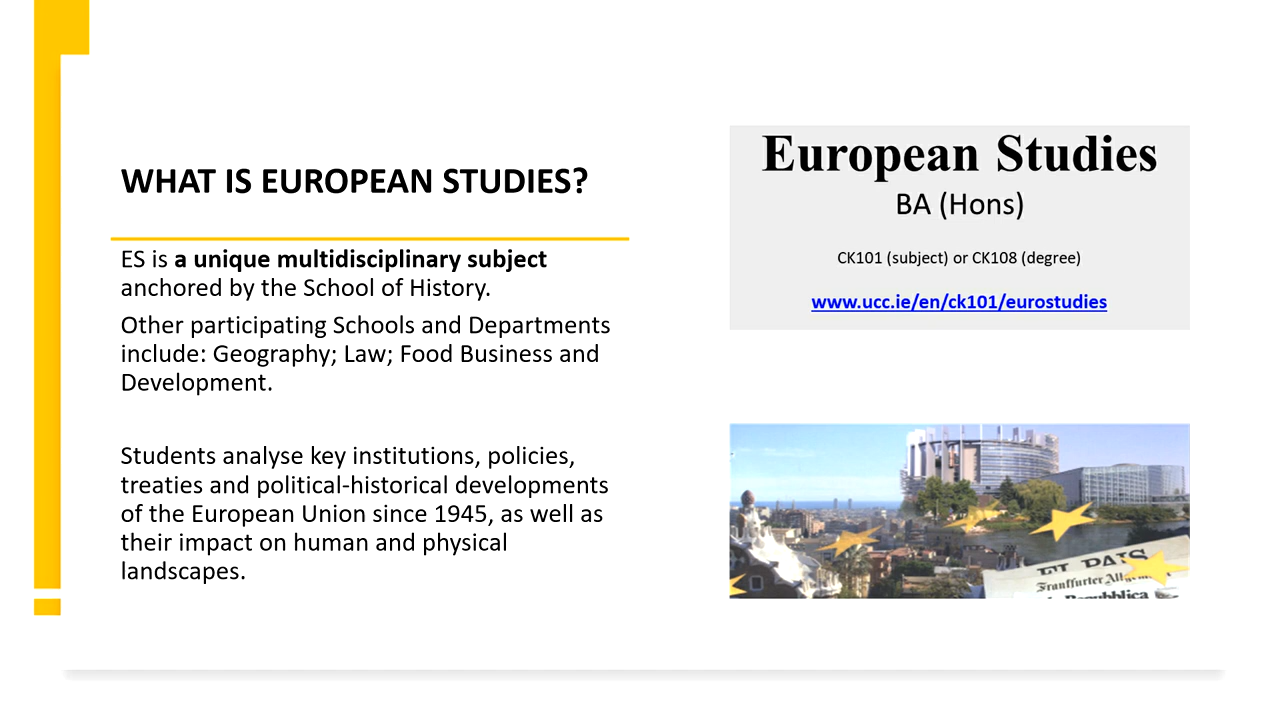 WHAT IS EUROPEAN STUDIES?
ES is a unique multidisciplinary subject
anchored by the School of History.
Other participating Schools and Departments
include: Geography; Law; Food Business and
Development.
Students analyse key institutions, policies,
treaties and political-historical developments
of the European Union since 1945, as well as
their impact on human and physical
landscapes.
European Studies
BA (Hons)
CK101 (subject) or CK108 (degree)
www.ucc.ie/en/ck101/eurostudies
EL PAIS
Frankfurter
Repubblica